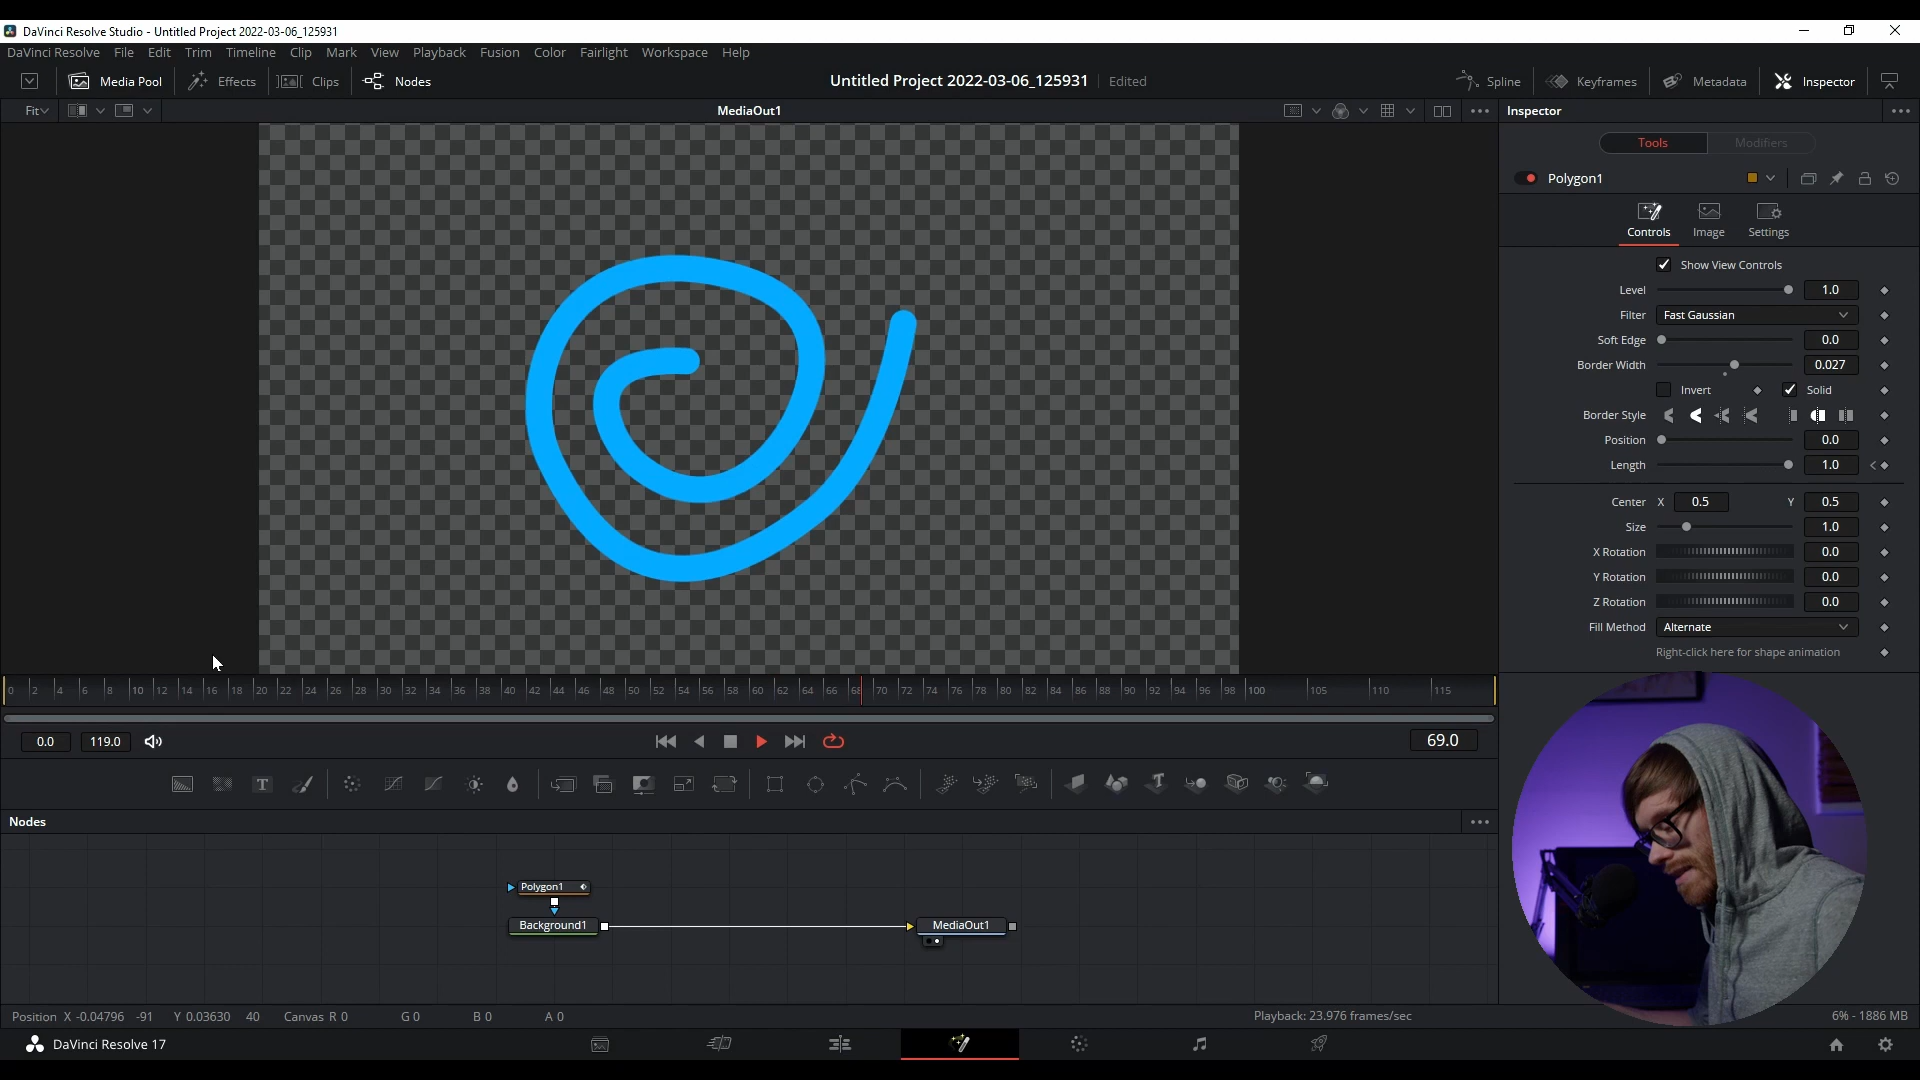 DaVinci Resolve Studio - Untitled Project 2022-03-06_125931
DaVinci Resolve File Edit Trim Timeline Clip Mark View Playback Fusion Color Fairlight Workspace Help
Media Pool Effects Clips Nodes Untitled Project 2022-03-06_125931 Edited Spline Keyframes Metadata Inspector
Fit MediaOut1 Inspector
Tools Modifiers
Polygon1
Controls Image Settings
Show View Controls
Level 1.0
Filter Fast Gaussian
Soft Edge 0.0
Border Width 0.027
Invert Solid
Border Style
Position 0.0
Length 1.0
Center X 0.5 Y 0.5
Size 1.0
X Rotation 0.0
Y Rotation 0.0
Z Rotation 0.0
Fill Method Alternate
Right-click here for shape animation
0 2 4 6 8 10 12 14 16 18 20 22 24 26 28 30 32 34 36 38 40 42 44 46 48 50 52 54 56 58 60 62 64 66 68 70 72 74 76 78 80 82 84 86 88 90 92 94 96 98 100 105 110 115
0.0 119.0 69.0
T
Nodes
Polygon1
Background1 MediaOut1
Position X -0.04796 -91 Y 0.03630 40 Canvas R 0 G 0 B 0 A 0 Playback: 23.976 frames/sec 6% - 1886 MB
DaVinci Resolve 17